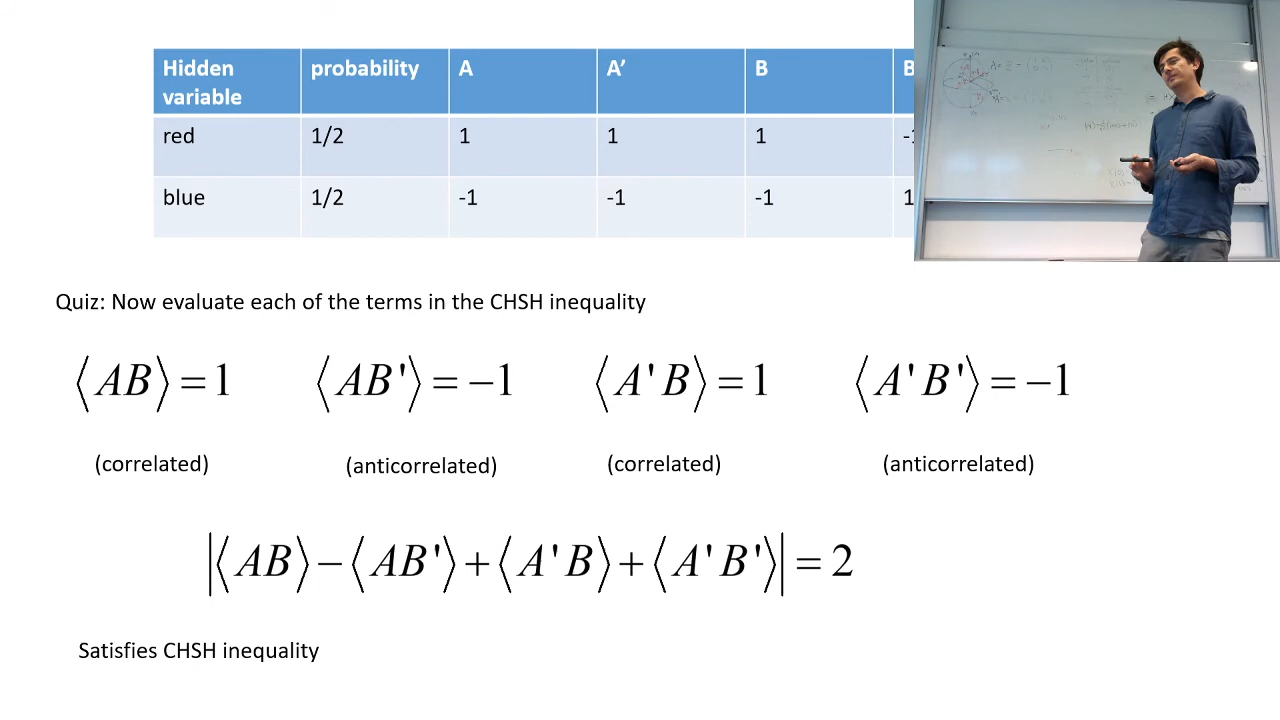 Hidden variable probability A A' B B
red 1/2 1 1 1 -1
blue 1/2 -1 -1 -1 1
Quiz: Now evaluate each of the terms in the CHSH inequality
⟨AB⟩ = 1 ⟨AB'⟩ = −1 ⟨A'B⟩ = 1 ⟨A'B'⟩ = −1
(correlated) (anticorrelated) (correlated) (anticorrelated)
|⟨AB⟩ − ⟨AB'⟩ + ⟨A'B⟩ + ⟨A'B'⟩| = 2
Satisfies CHSH inequality